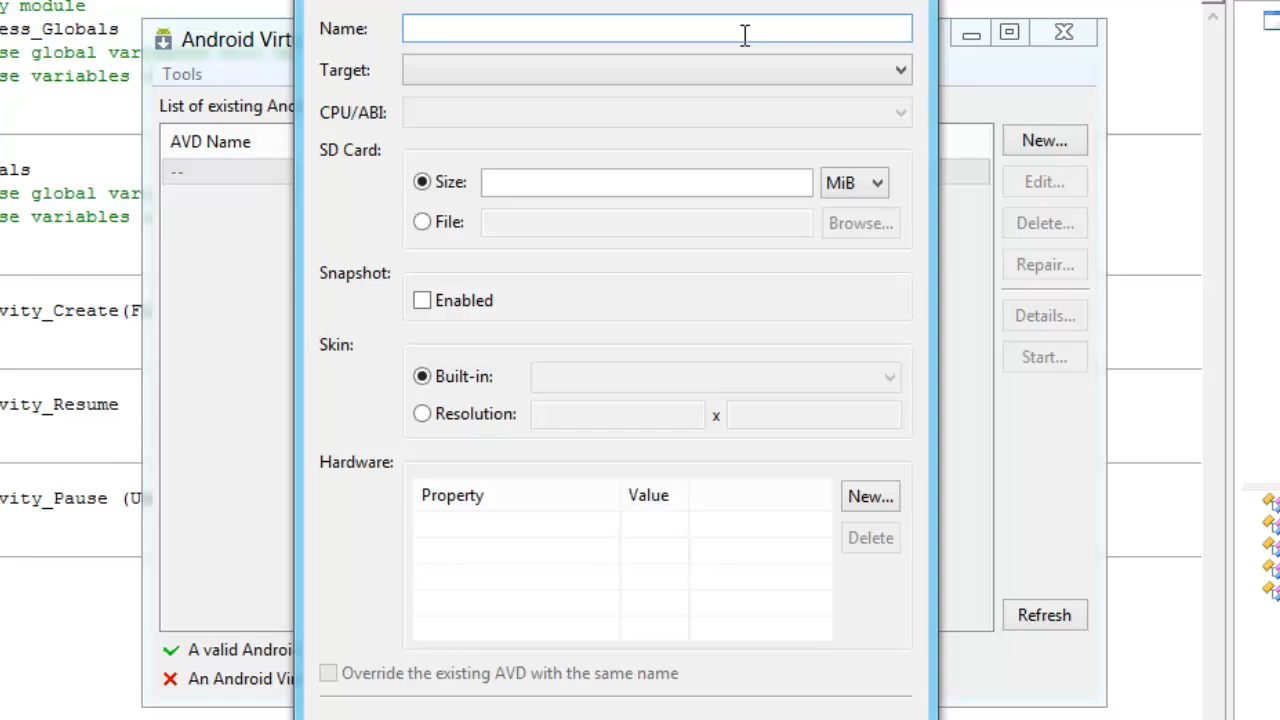 y module
ess_Globals
se global var
se variables
als
se global var
se variables
vity_Create(F
vity_Resume
vity_Pause (U
Android Virt
Tools
List of existing And
AVD Name
--
A valid Androi
An Android Vi
Name:
Target:
CPU/ABI:
SD Card:
Size:
MiB
File:
Browse...
Snapshot:
Enabled
Skin:
Built-in:
Resolution:
x
Hardware:
Property Value
New...
Delete
Override the existing AVD with the same name
New...
Edit...
Delete...
Repair...
Details...
Start...
Refresh